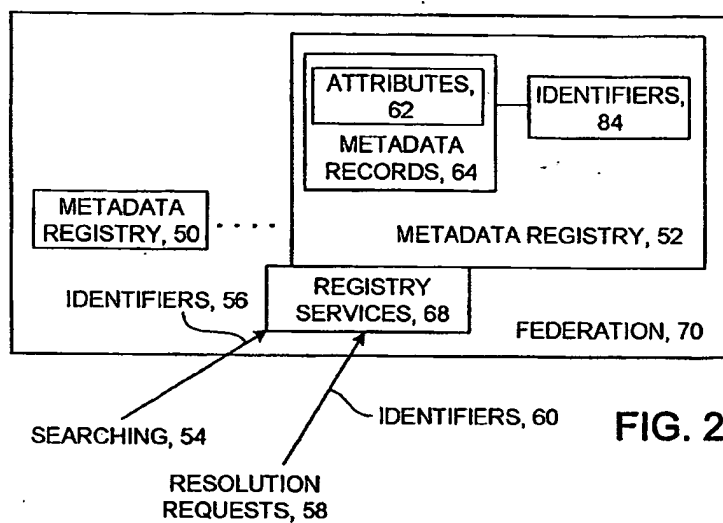 ATTRIBUTES,
62
IDENTIFIERS,
84
METADATA
RECORDS, 64
METADATA
REGISTRY, 50
METADATA REGISTRY, 52
IDENTIFIERS, 56
REGISTRY
SERVICES, 68
FEDERATION, 70
SEARCHING, 54
IDENTIFIERS, 60
FIG. 2
RESOLUTION
REQUESTS, 58